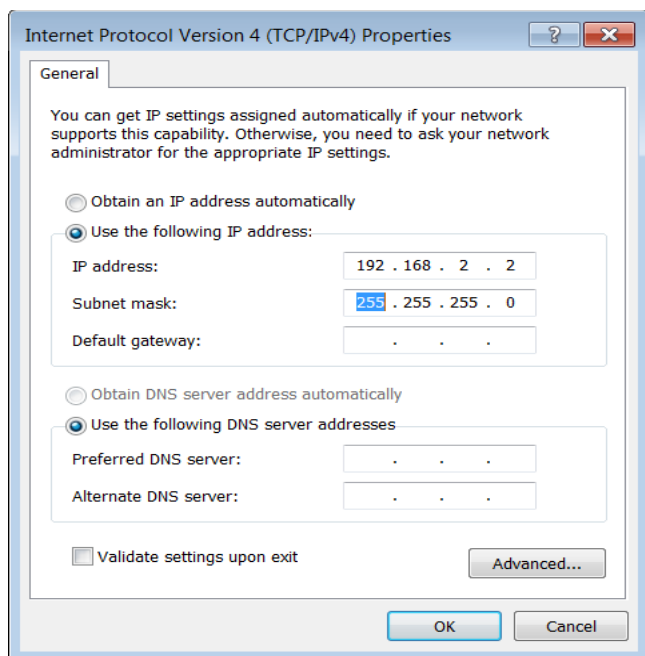 Internet Protocol Version 4 (TCP/IPv4) Properties
?
General
You can get IP settings assigned automatically if your network
supports this capability. Otherwise, you need to ask your network
administrator for the appropriate IP settings.
Obtain an IP address automatically
Use the following IP address:
IP address: 192 . 168 . 2 . 2
Subnet mask: 255 . 255 . 255 . 0
Default gateway: . . .
Obtain DNS server address automatically
Use the following DNS server addresses
Preferred DNS server: . . .
Alternate DNS server: . . .
Validate settings upon exit
Advanced...
OK Cancel